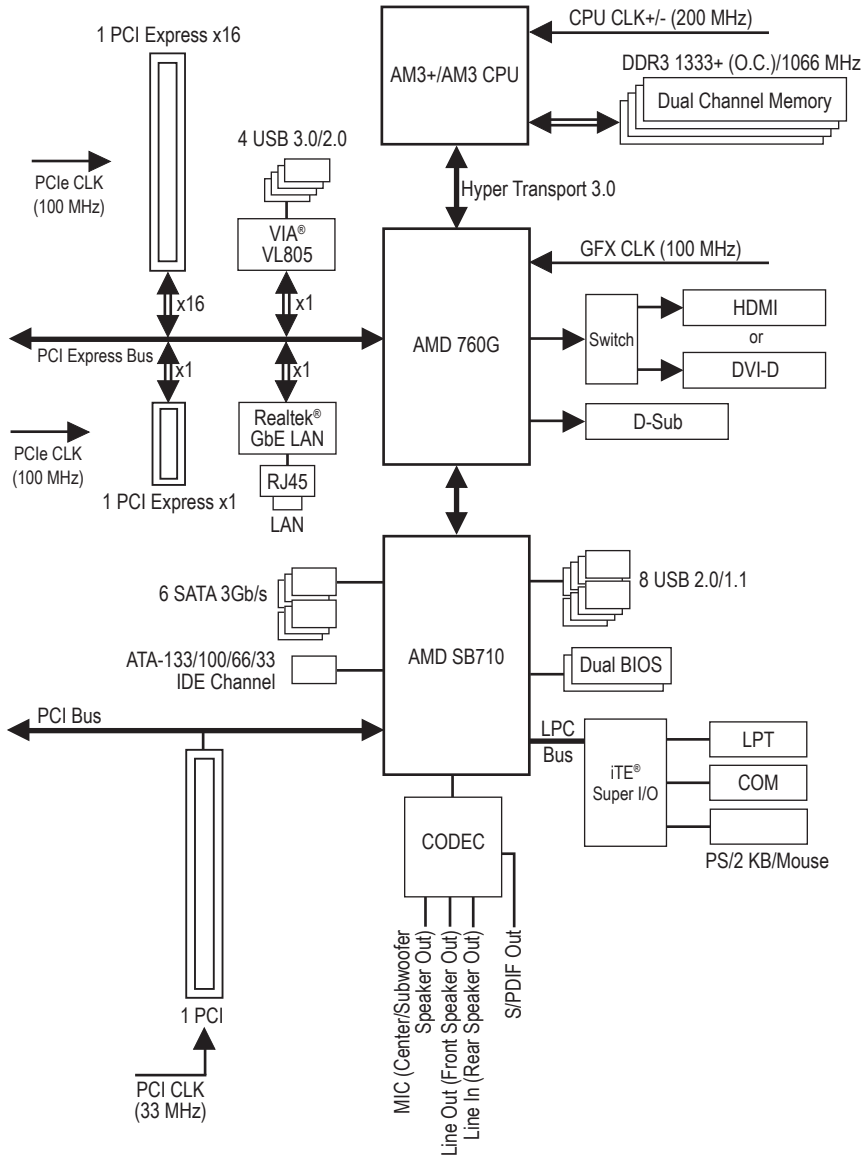 1 PCI Express x16
CPU CLK+/- (200 MHz)
AM3+/AM3 CPU
DDR3 1333+ (O.C.)/1066 MHz
Dual Channel Memory
4 USB 3.0/2.0
PCIe CLK
(100 MHz)
Hyper Transport 3.0
VIA®
VL805
GFX CLK (100 MHz)
x16
x1
HDMI
or
DVI-D
Switch
AMD 760G
PCI Express Bus
x1
x1
Realtek®
GbE LAN
D-Sub
PCIe CLK
(100 MHz)
RJ45
1 PCI Express x1
LAN
6 SATA 3Gb/s
8 USB 2.0/1.1
AMD SB710
ATA-133/100/66/33
IDE Channel
Dual BIOS
PCI Bus
LPC
Bus
iTE®
Super I/O
LPT
COM
PS/2 KB/Mouse
CODEC
MIC (Center/Subwoofer
Speaker Out)
Line Out (Front Speaker Out)
Line In (Rear Speaker Out)
S/PDIF Out
1 PCI
PCI CLK
(33 MHz)